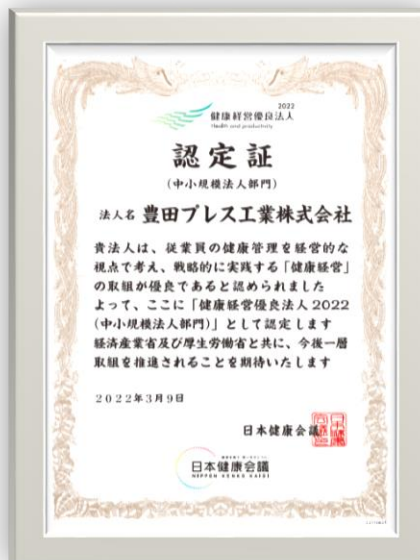 2022
健康経営優良法人
Health and productivity
認定証
(中小規模法人部門)
法人名 豊田プレス工業株式会社
貴法人は、従業員の健康管理を経営的な
視点で考え、戦略的に実践する「健康経営」
の取組が優良であると認められました
よって、ここに「健康経営優良法人2022
(中小規模法人部門)」として認定します
経済産業省及び厚生労働省と共に、今後一層
取組を推進されることを期待いたします
2022年3月9日
日本健康会議
日本健康会議
NIPPON KENKO KAIGI